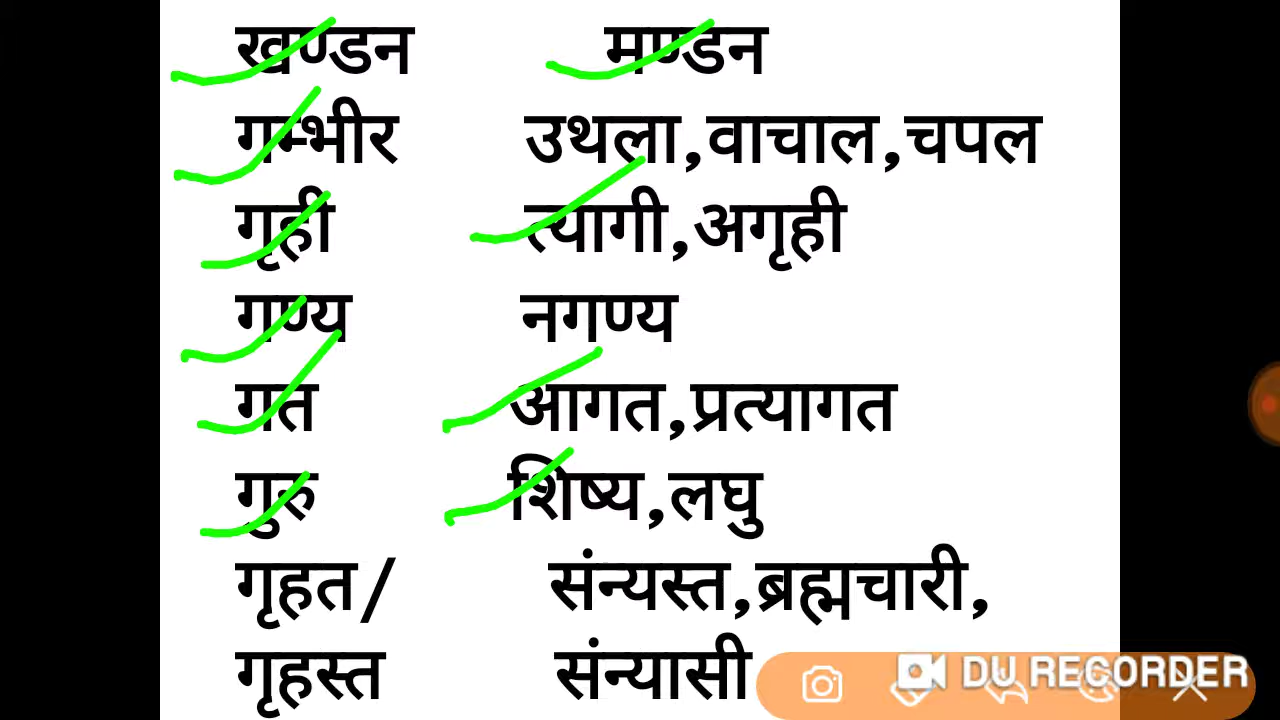 खण्डन मण्डन
गम्भीर उथला,वाचाल,चपल
गृही त्यागी,अगृही
गण्य नगण्य
गत आगत,प्रत्यागत
गुरु शिष्य,लघु
गृहत/ संन्यस्त,ब्रह्मचारी,
गृहस्त संन्यासी
DU RECORDER